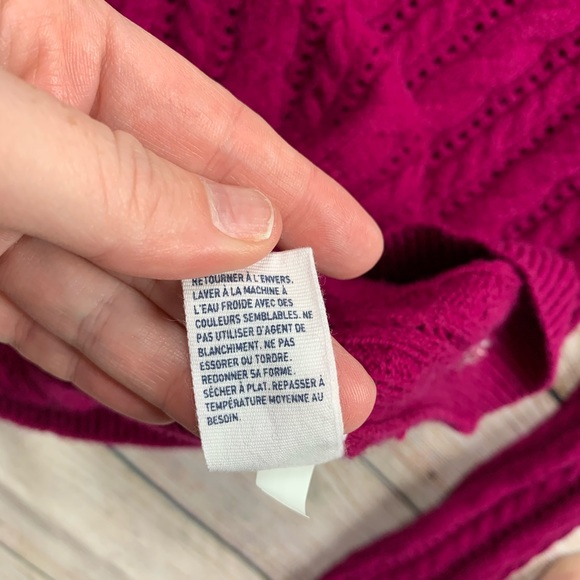 RETOURNER À L'ENVERS.
LAVER À LA MACHINE À
L'EAU FROIDE AVEC DES
COULEURS SEMBLABLES. NE
PAS UTILISER D'AGENT DE
BLANCHIMENT. NE PAS
ESSORER OU TORDRE.
REDONNER SA FORME.
SÉCHER À PLAT. REPASSER À
TEMPÉRATURE MOYENNE AU
BESOIN.